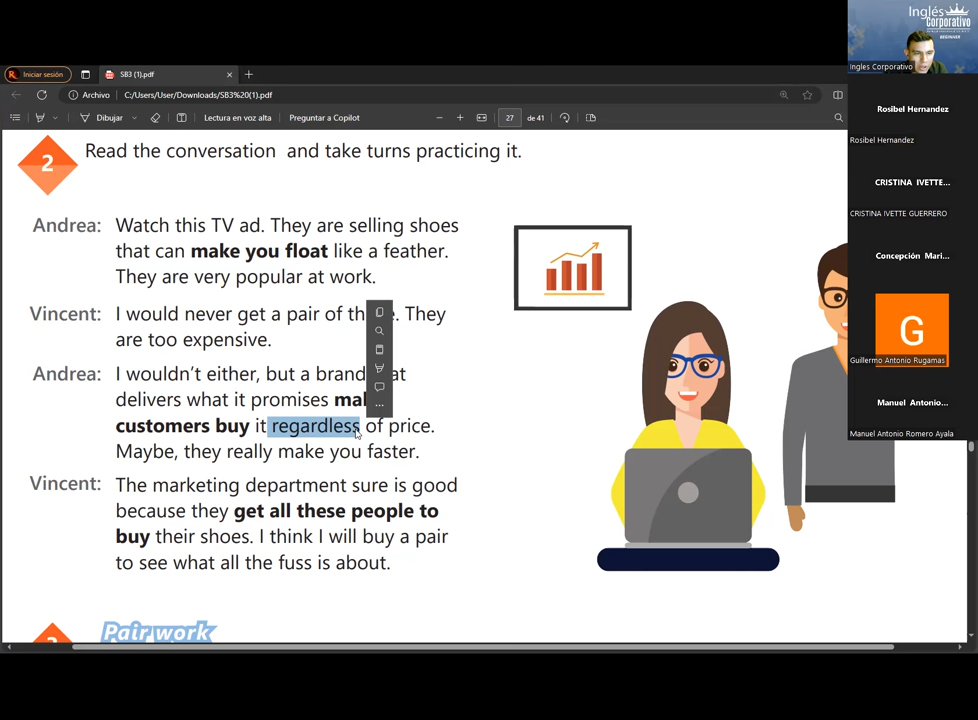 Inglés
Corporativo
BEGINNER
Ingles Corporativo
Iniciar sesión
SB3 (1).pdf
Archivo
C:/Users/User/Downloads/SB3%20(1).pdf
Dibujar
Lectura en voz alta
Preguntar a Copilot
27
de 41
2
Read the conversation and take turns practicing it.
Andrea: Watch this TV ad. They are selling shoes
that can make you float like a feather.
They are very popular at work.
Vincent: I would never get a pair of They
are too expensive.
Andrea: I wouldn't either, but a brand
delivers what it promises
customers buy it regardless of price.
Maybe, they really make you faster.
Vincent: The marketing department sure is good
because they get all these people to
buy their shoes. I think I will buy a pair
to see what all the fuss is about.
Pair work
Rosibel Hernandez
Rosibel Hernandez
CRISTINA IVETTE...
CRISTINA IVETTE GUERRERO
Concepción Mari...
G
Guillermo Antonio Rugamas
Manuel Antonio...
Manuel Antonio Romero Ayala